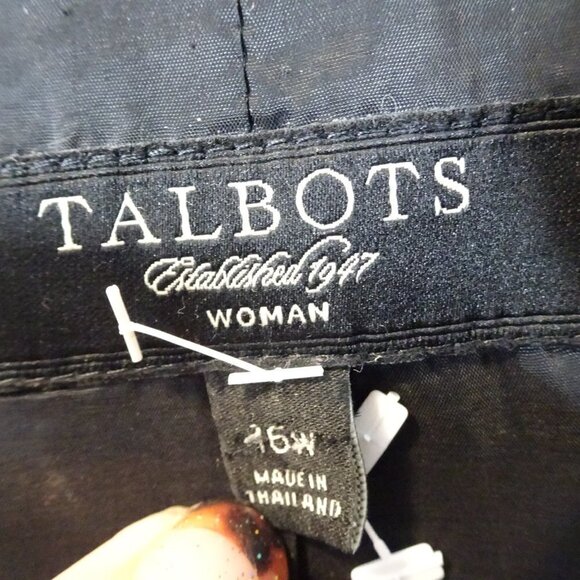 TALBOTS
Established 1947
WOMAN
16W
MADE IN
THAILAND